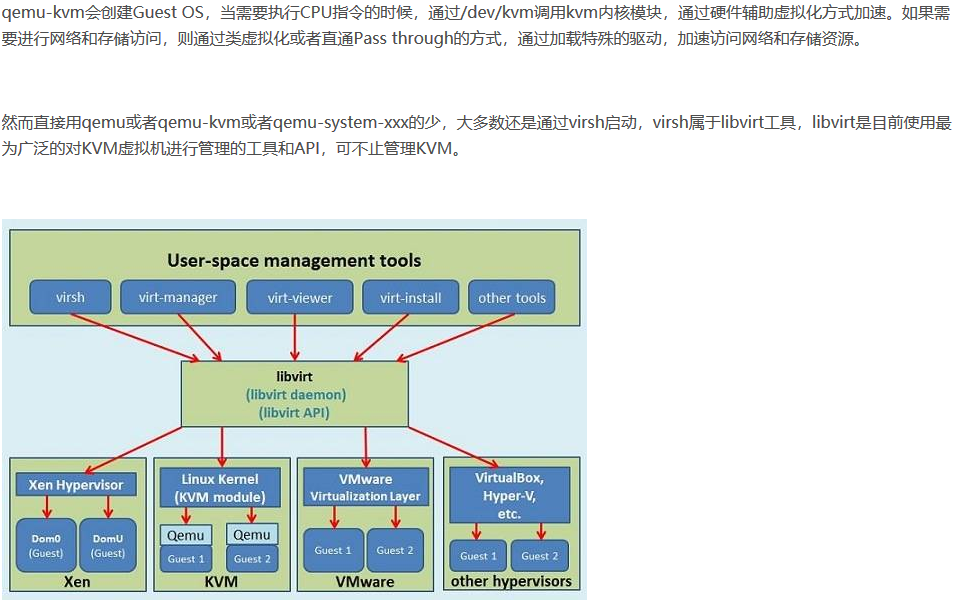 qemu-kvm会创建Guest OS，当需要执行CPU指令的时候，通过/dev/kvm调用kvm内核模块，通过硬件辅助虚拟化方式加速。如果需
要进行网络和存储访问，则通过类虚拟化或者直通Pass through的方式，通过加载特殊的驱动，加速访问网络和存储资源。
然而直接用qemu或者qemu-kvm或者qemu-system-xxx的少，大多数还是通过virsh启动，virsh属于libvirt工具，libvirt是目前使用最
为广泛的对KVM虚拟机进行管理的工具和API，可不止管理KVM。
User-space management tools
virsh
virt-manager
virt-viewer
virt-install
other tools
libvirt
(libvirt daemon)
(libvirt API)
Xen Hypervisor
Dom0
(Guest)
DomU
(Guest)
Xen
Linux Kernel
(KVM module)
Qemu
Guest 1
Qemu
Guest 2
KVM
VMware
Virtualization Layer
Guest 1
Guest 2
VMware
VirtualBox,
Hyper-V,
etc.
Guest 1
Guest 2
other hypervisors